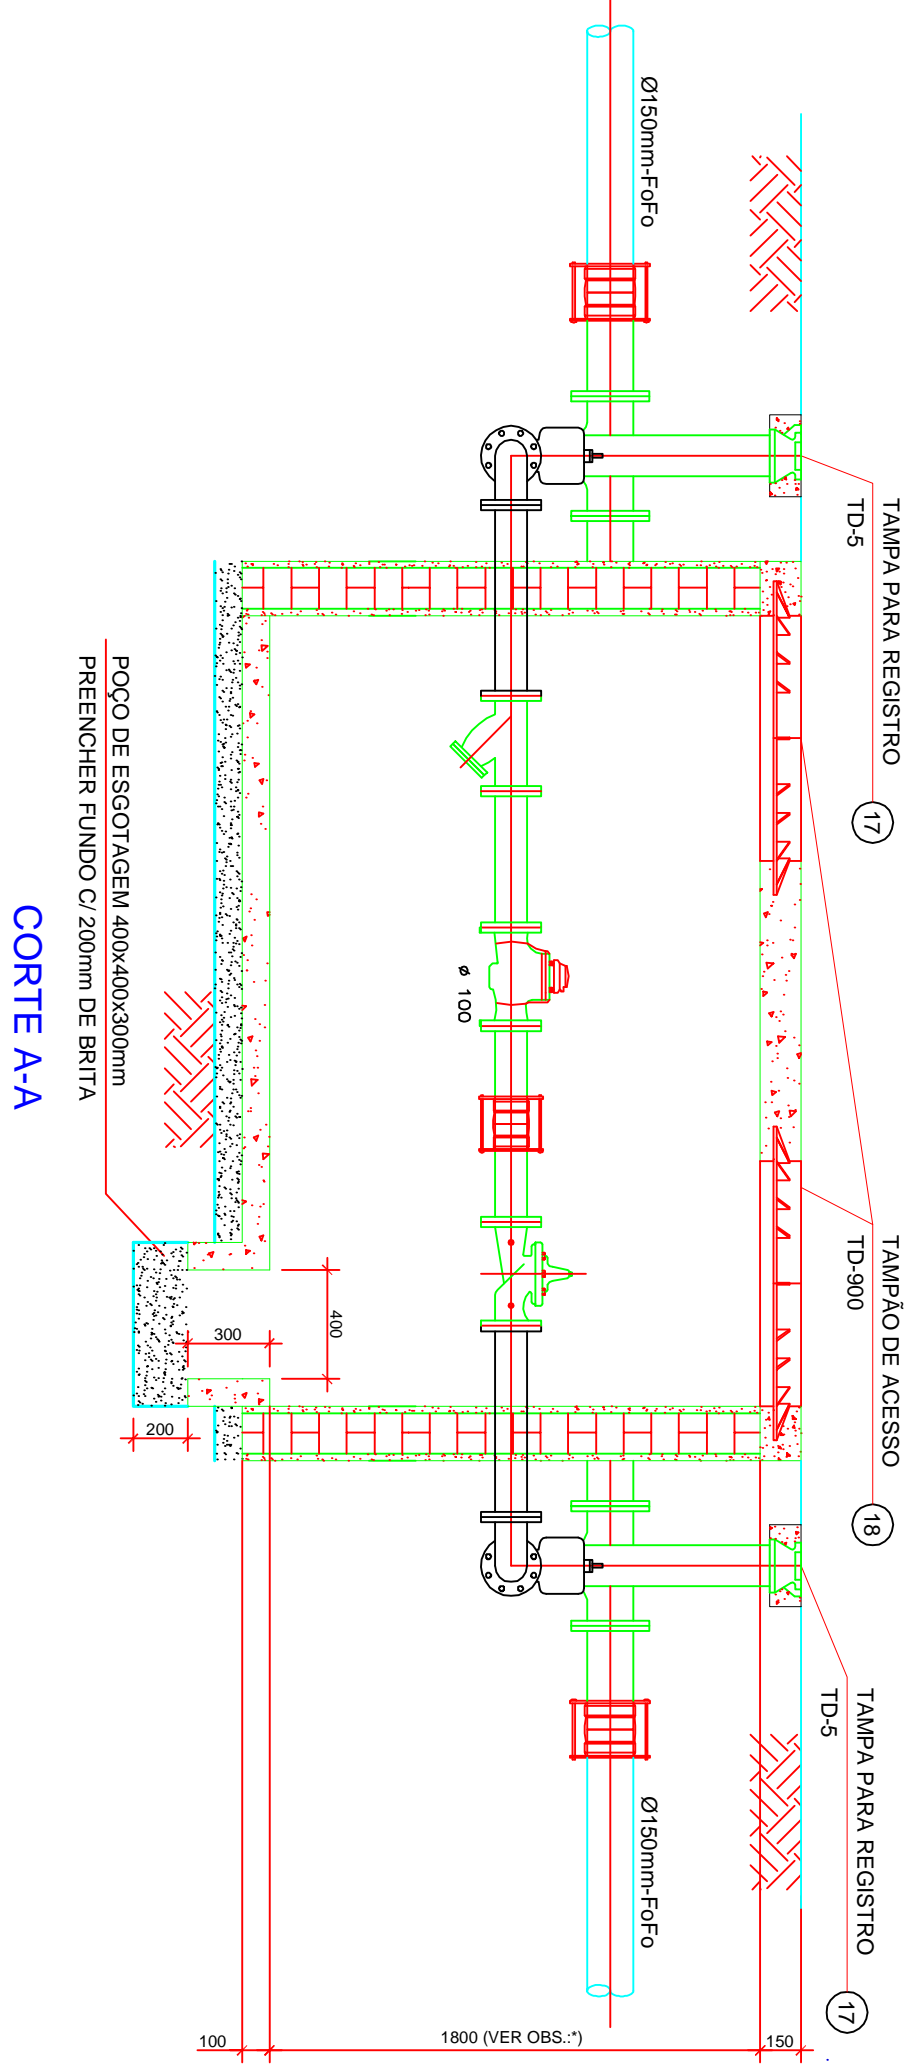 Ø150mm-FoFo
TAMPA PARA REGISTRO
TD-5
17
TAMPÃO DE ACESSO
TD-900
18
TAMPA PARA REGISTRO
TD-5
17
Ø150mm-FoFo
ø 100
400
300
200
150
1800 (VER OBS.:*)
100
POÇO DE ESGOTAGEM 400x400x300mm
PREENCHER FUNDO C/ 200mm DE BRITA
CORTE A-A